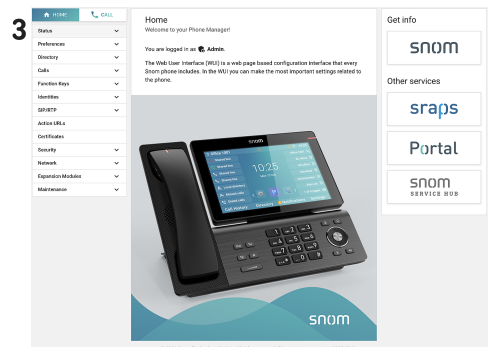 3
HOME
CALL
Status
Preferences
Directory
Calls
Function Keys
Identities
SIP/RTP
Action URLs
Certificates
Security
Network
Expansion Modules
Maintenance
Home
Welcome to your Phone Manager!
You are logged in as Admin.
The Web User Interface (WUI) is a web page based configuration interface that every
Snom phone includes. In the WUI you can make the most important settings related to
the phone.
snom
10:25
Call History
Directory
snom
Get info
snom
Other services
sraps
Portal
snom
SERVICE HUB